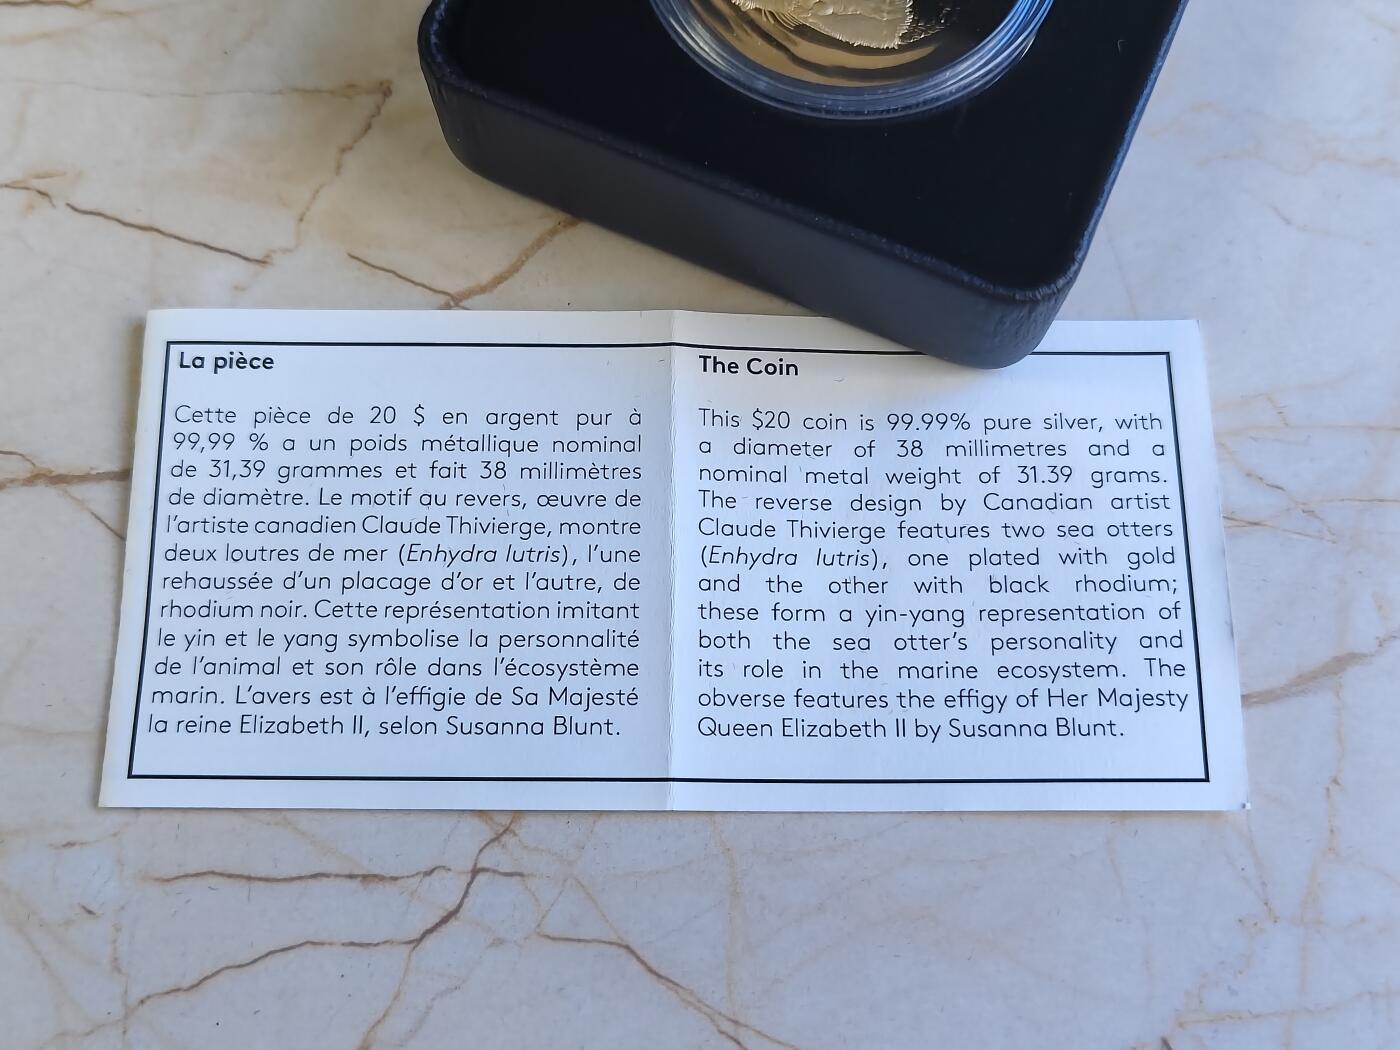 La pièce
Cette pièce de 20 $ en argent pur à
99,99 % a un poids métallique nominal
de 31,39 grammes et fait 38 millimètres
de diamètre. Le motif au revers, œuvre de
l'artiste canadien Claude Thivierge, montre
deux loutres de mer (Enhydra lutris), l'une
rehaussée d'un placage d'or et l'autre, de
rhodium noir. Cette représentation imitant
le yin et le yang symbolise la personnalité
de l'animal et son rôle dans l'écosystème
marin. L'avers est à l'effigie de Sa Majesté
la reine Elizabeth II, selon Susanna Blunt.
The Coin
This $20 coin is 99.99% pure silver, with
a diameter of 38 millimetres and a
nominal metal weight of 31.39 grams.
The reverse design by Canadian artist
Claude Thivierge features two sea otters
(Enhydra lutris), one plated with gold
and the other with black rhodium;
these form a yin-yang representation of
both the sea otter's personality and
its role in the marine ecosystem. The
obverse features the effigy of Her Majesty
Queen Elizabeth II by Susanna Blunt.